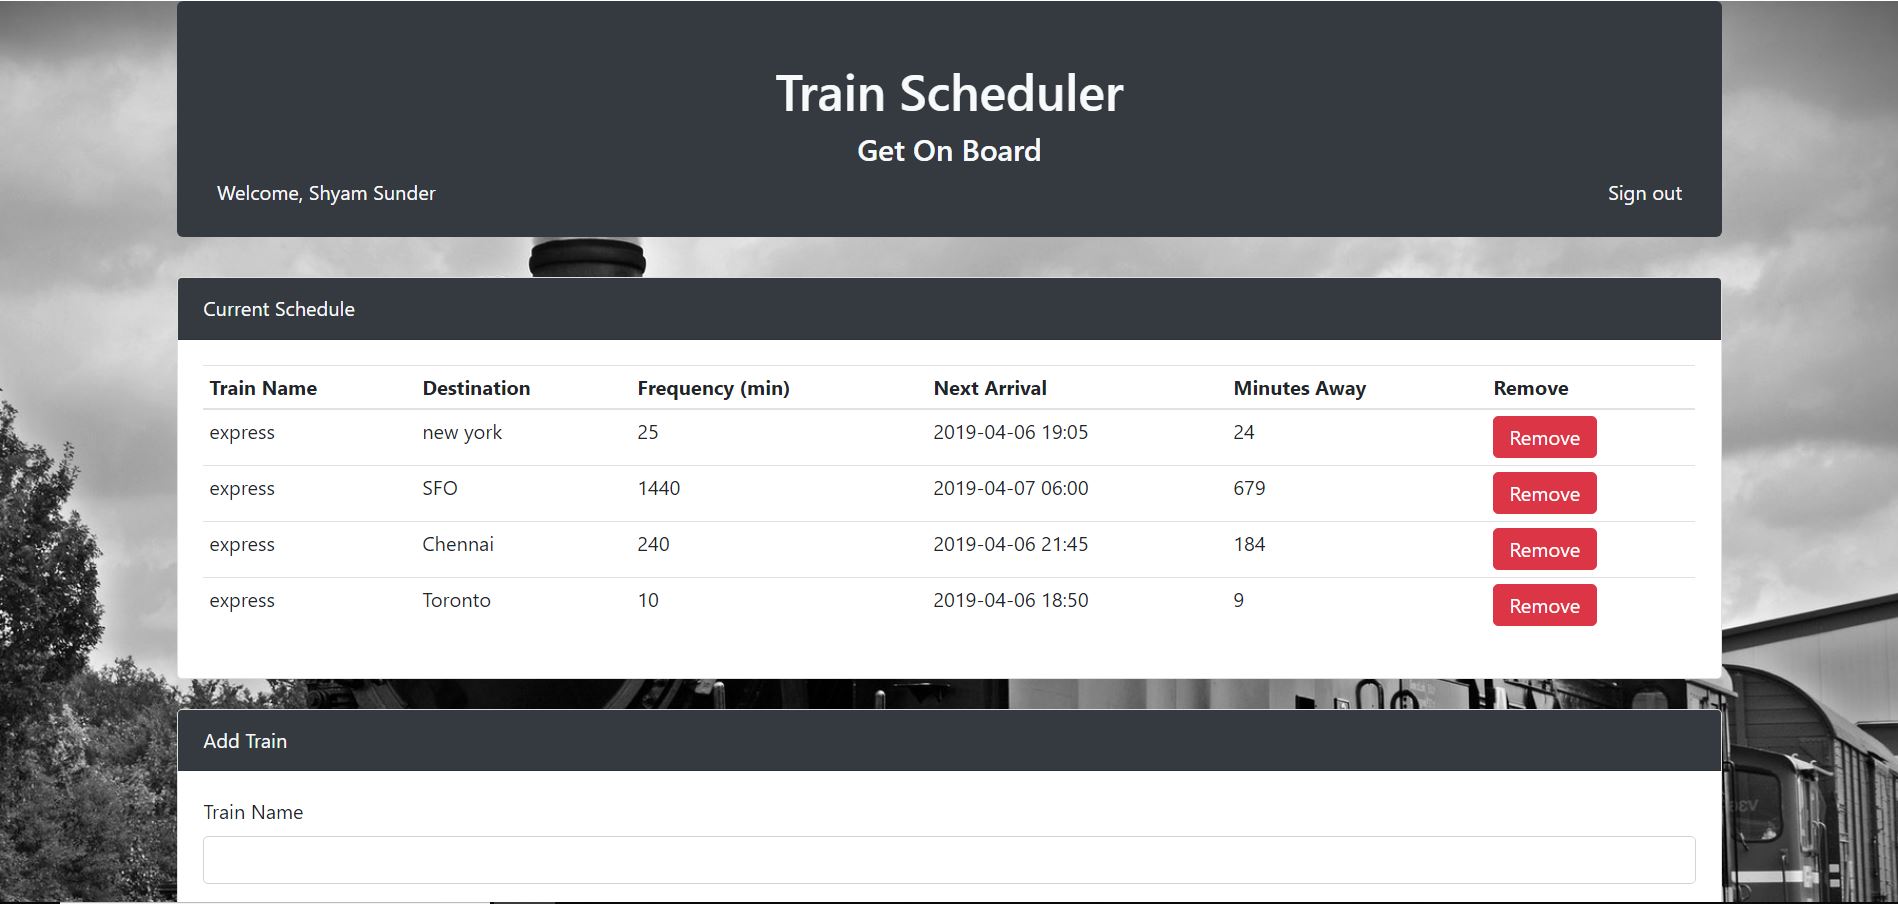 Train Scheduler
Get On Board
Welcome, Shyam Sunder Sign out
Current Schedule
Train Name Destination Frequency (min) Next Arrival Minutes Away Remove
express new york 25 2019-04-06 19:05 24 Remove
express SFO 1440 2019-04-07 06:00 679 Remove
express Chennai 240 2019-04-06 21:45 184 Remove
express Toronto 10 2019-04-06 18:50 9 Remove
Add Train
Train Name